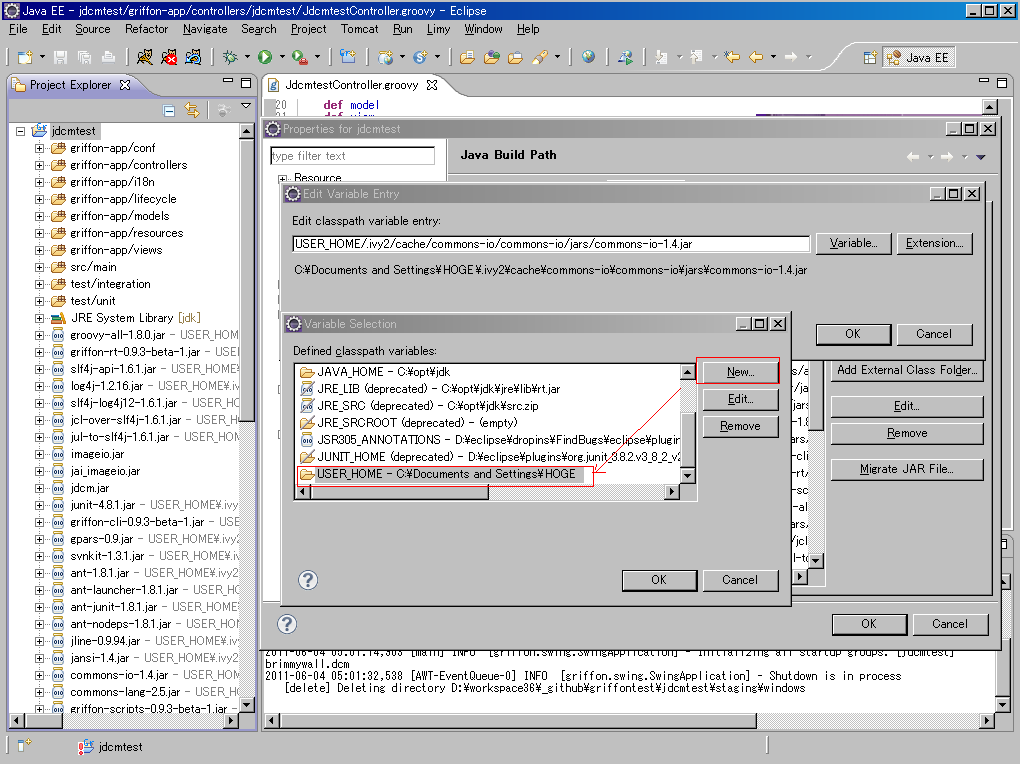 Java EE - jdcmtest/griffon-app/controllers/jdcmtest/JdcmtestController.groovy - Eclipse
File Edit Source Refactor Navigate Search Project Tomcat Run Limy Window Help
Java EE
Project Explorer
JdcmtestController.groovy
20 def model
21 def view
jdcmtest
griffon-app/conf
griffon-app/controllers
griffon-app/i18n
griffon-app/lifecycle
griffon-app/models
griffon-app/resources
griffon-app/views
src/main
test/integration
test/unit
JRE System Library [jdk]
groovy-all-1.8.0.jar - USER_HOM
griffon-rt-0.9.3-beta-1.jar - USE
slf4j-api-1.6.1.jar - USER_HOME
log4j-1.2.16.jar - USER_HOME¥.iv
slf4j-log4j12-1.6.1.jar - USER_HO
jcl-over-slf4j-1.6.1.jar - USER_HO
jul-to-slf4j-1.6.1.jar - USER_HOM
imageio.jar
jai_imageio.jar
jdcm.jar
junit-4.8.1.jar - USER_HOME¥.ivy
griffon-cli-0.9.3-beta-1.jar - USE
gpars-0.9.jar - USER_HOME¥.ivy2
svnkit-1.3.1.jar - USER_HOME¥.iv
ant-1.8.1.jar - USER_HOME¥.ivy2
ant-launcher-1.8.1.jar - USER_HO
ant-junit-1.8.1.jar - USER_HOME
ant-nodeps-1.8.1.jar - USER_HO
jline-0.9.94.jar - USER_HOME¥.iv
jansi-1.4.jar - USER_HOME¥.ivy2
commons-io-1.4.jar - USER_HOM
commons-lang-2.5.jar - USER_HO
griffon-scripts-0.9.3-beta-1.jar -
Properties for jdcmtest
type filter text
Java Build Path
Resource
Edit Variable Entry
Edit classpath variable entry:
USER_HOME/.ivy2/cache/commons-io/commons-io/jars/commons-io-1.4.jar
Variable...
Extension...
C:¥Documents and Settings¥HOGE¥.ivy2¥cache¥commons-io¥commons-io¥jars¥commons-io-1.4.jar
OK
Cancel
Variable Selection
Defined classpath variables:
JAVA_HOME - C:¥opt¥jdk
JRE_LIB (deprecated) - C:¥opt¥jdk¥jre¥lib¥rt.jar
JRE_SRC (deprecated) - C:¥opt¥jdk¥src.zip
JRE_SRCROOT (deprecated) - (empty)
JSR305_ANNOTATIONS - D:¥eclipse¥dropins¥FindBugs¥eclipse¥plugin
JUNIT_HOME (deprecated) - D:¥eclipse¥plugins¥org.junit_3.8.2.v3_8_2_v2
USER_HOME - C:¥Documents and Settings¥HOGE
New...
Edit...
Remove
OK
Cancel
Add External Class Folder...
Edit...
Remove
Migrate JAR File...
OK
Cancel
2011-06-04 05:01:14,303 [main] INFO [griffon.swing.SwingApplication] - Initializing all startup groups: [jdcmtest]
brimmywall.dcm
2011-06-04 05:01:32,538 [AWT-EventQueue-0] INFO [griffon.swing.SwingApplication] - Shutdown is in process
[delete] Deleting directory D:¥workspace36¥_github¥griffontest¥jdcmtest¥staging¥windows
jdcmtest